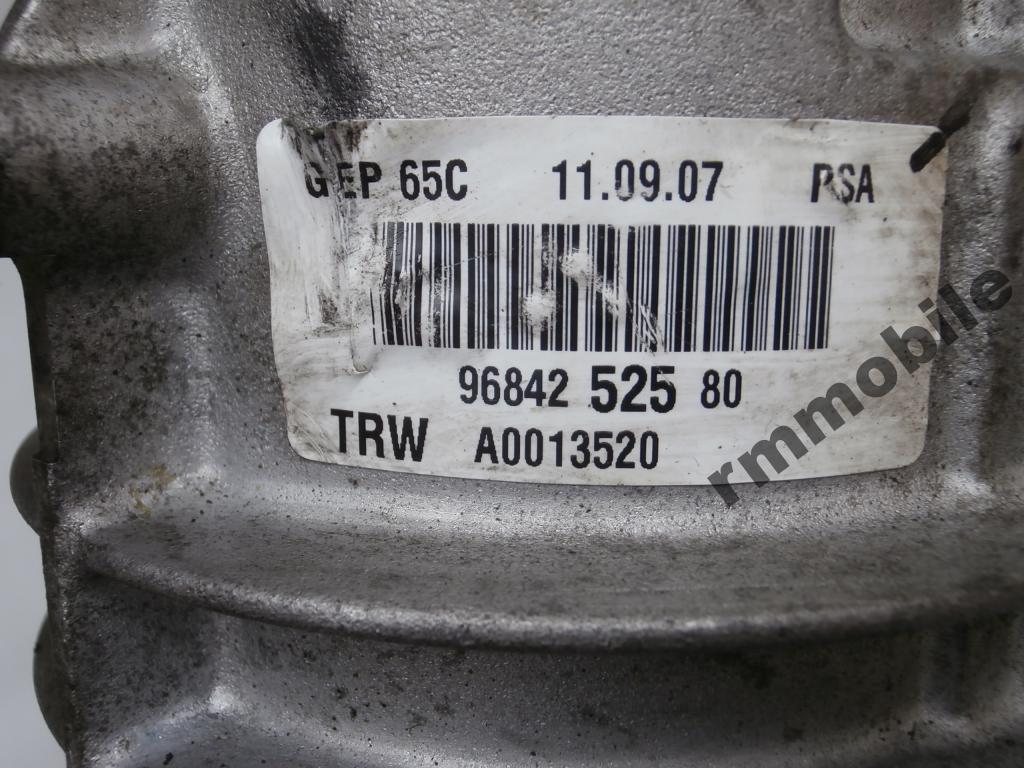 GEP 65C 11.09.07 PSA
96842 525 80
TRW A0013520
rmmobile